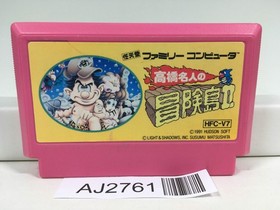 ファミリーコンピュータ
高橋名人の
冒険島Ⅳ
HFC-V7
©1991 HUDSON SOFT
©LIGHT&SHADOWS, INC SUSUMU MATSUSHITA
AJ2761